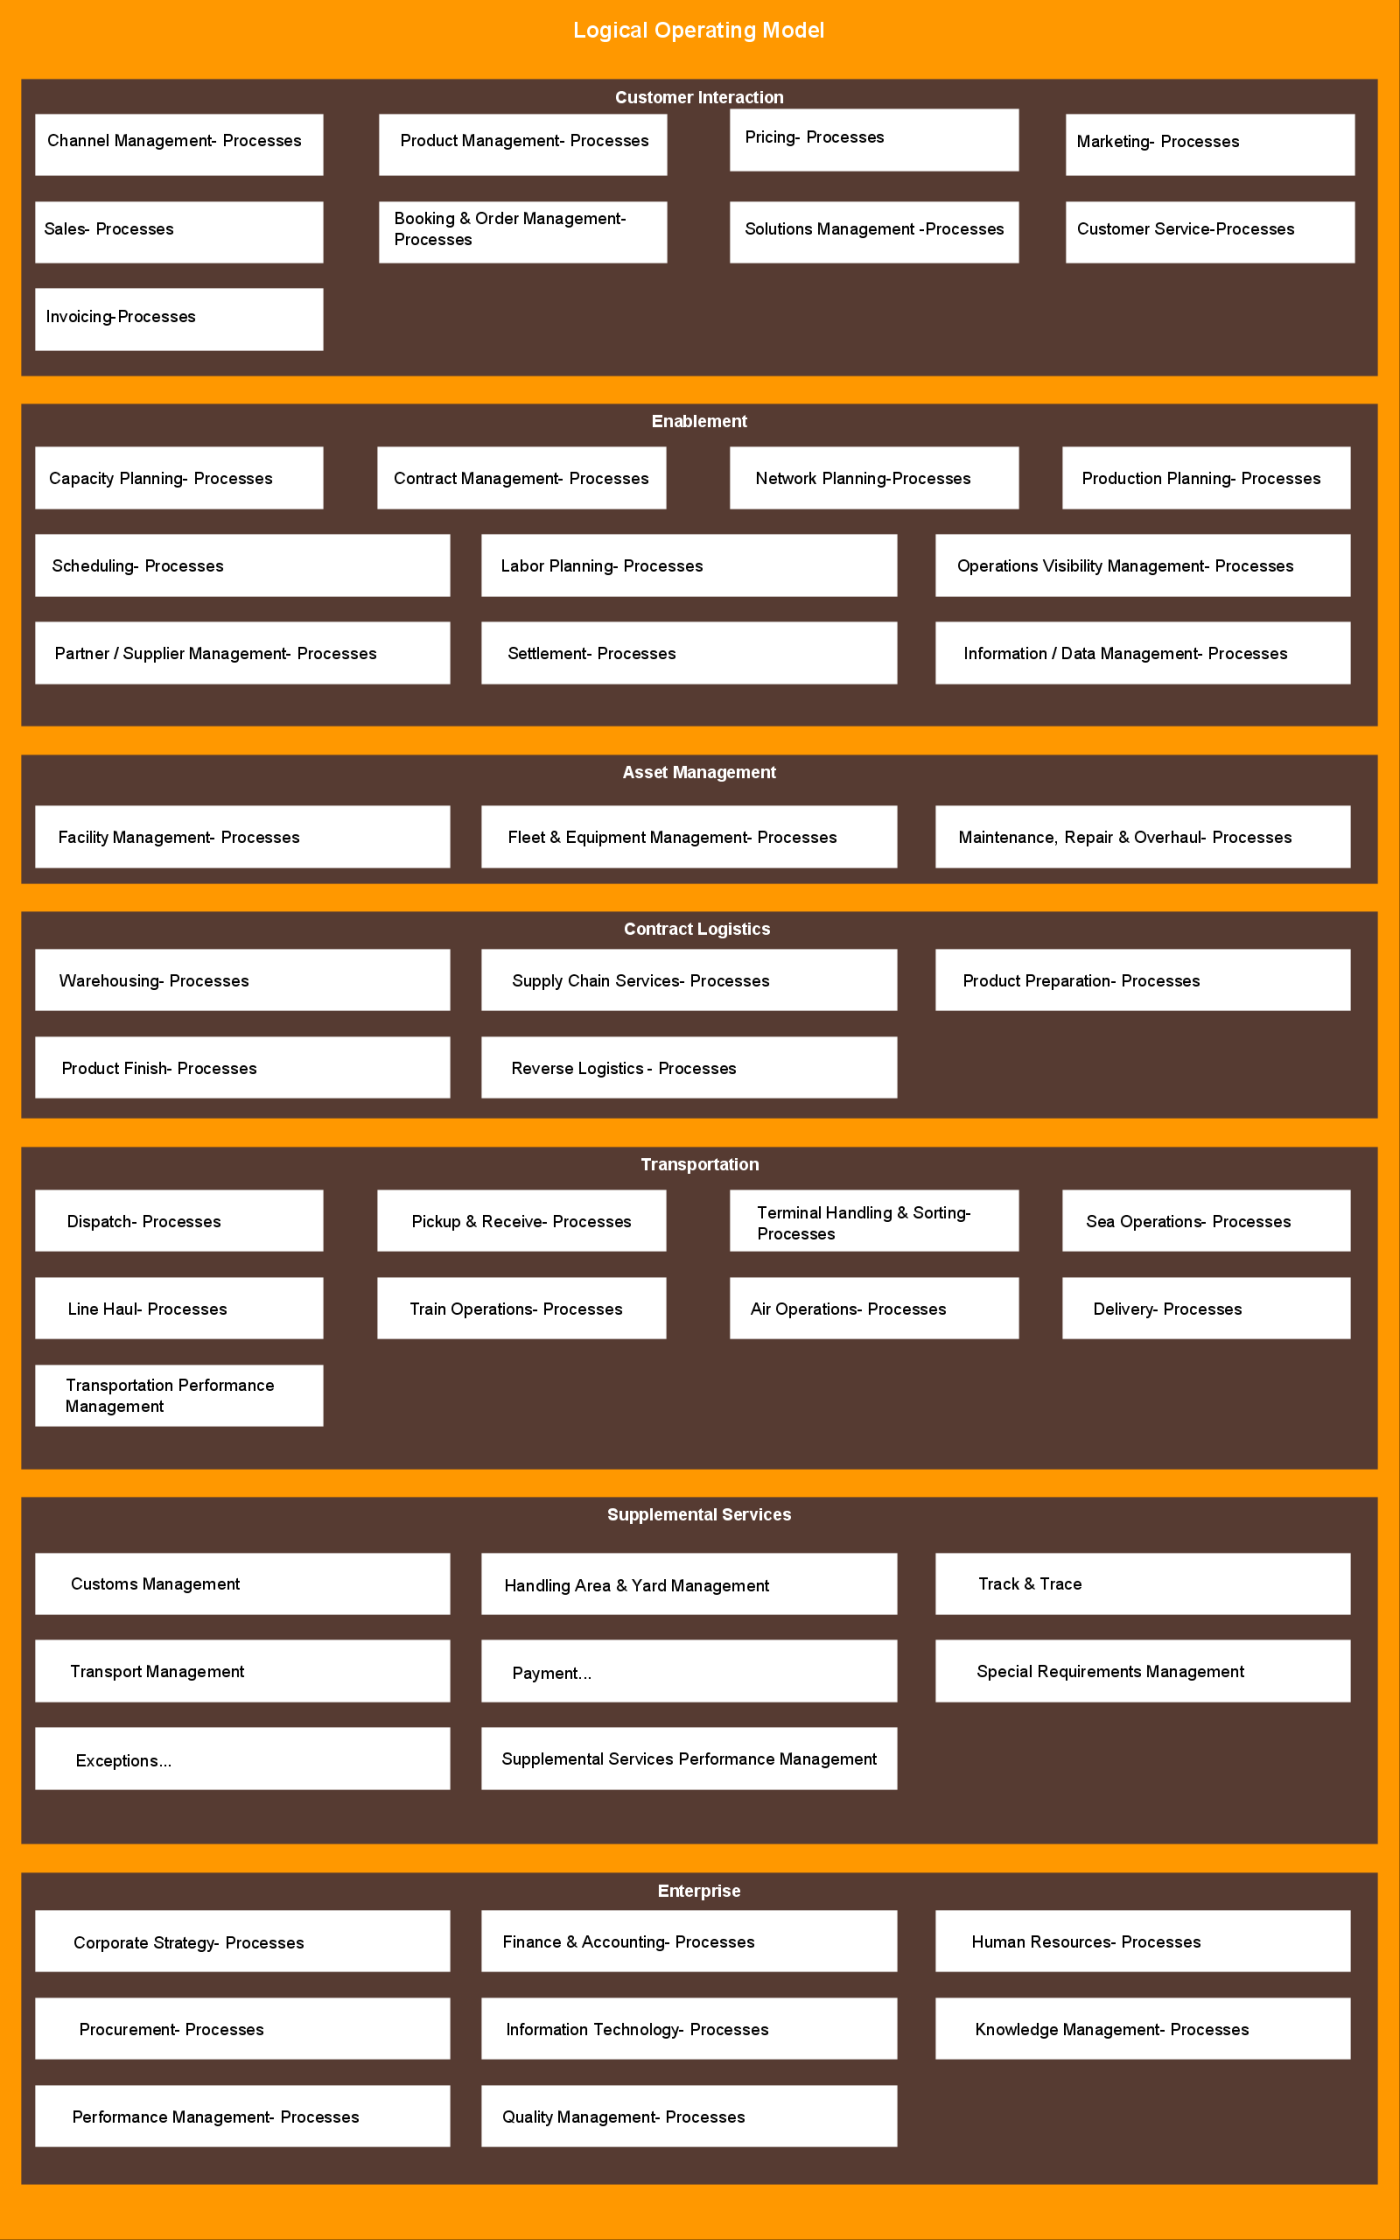 Logical Operating Model
Customer Interaction
Channel Management- Processes
Product Management- Processes
Pricing- Processes
Marketing- Processes
Sales- Processes
Booking & Order Management-
Processes
Solutions Management -Processes
Customer Service-Processes
Invoicing-Processes
Enablement
Capacity Planning- Processes
Contract Management- Processes
Network Planning-Processes
Production Planning- Processes
Scheduling- Processes
Labor Planning- Processes
Operations Visibility Management- Processes
Partner / Supplier Management- Processes
Settlement- Processes
Information / Data Management- Processes
Asset Management
Facility Management- Processes
Fleet & Equipment Management- Processes
Maintenance, Repair & Overhaul- Processes
Contract Logistics
Warehousing- Processes
Supply Chain Services- Processes
Product Preparation- Processes
Product Finish- Processes
Reverse Logistics - Processes
Transportation
Dispatch- Processes
Pickup & Receive- Processes
Terminal Handling & Sorting-
Processes
Sea Operations- Processes
Line Haul- Processes
Train Operations- Processes
Air Operations- Processes
Delivery- Processes
Transportation Performance
Management
Supplemental Services
Customs Management
Handling Area & Yard Management
Track & Trace
Transport Management
Payment...
Special Requirements Management
Exceptions...
Supplemental Services Performance Management
Enterprise
Corporate Strategy- Processes
Finance & Accounting- Processes
Human Resources- Processes
Procurement- Processes
Information Technology- Processes
Knowledge Management- Processes
Performance Management- Processes
Quality Management- Processes